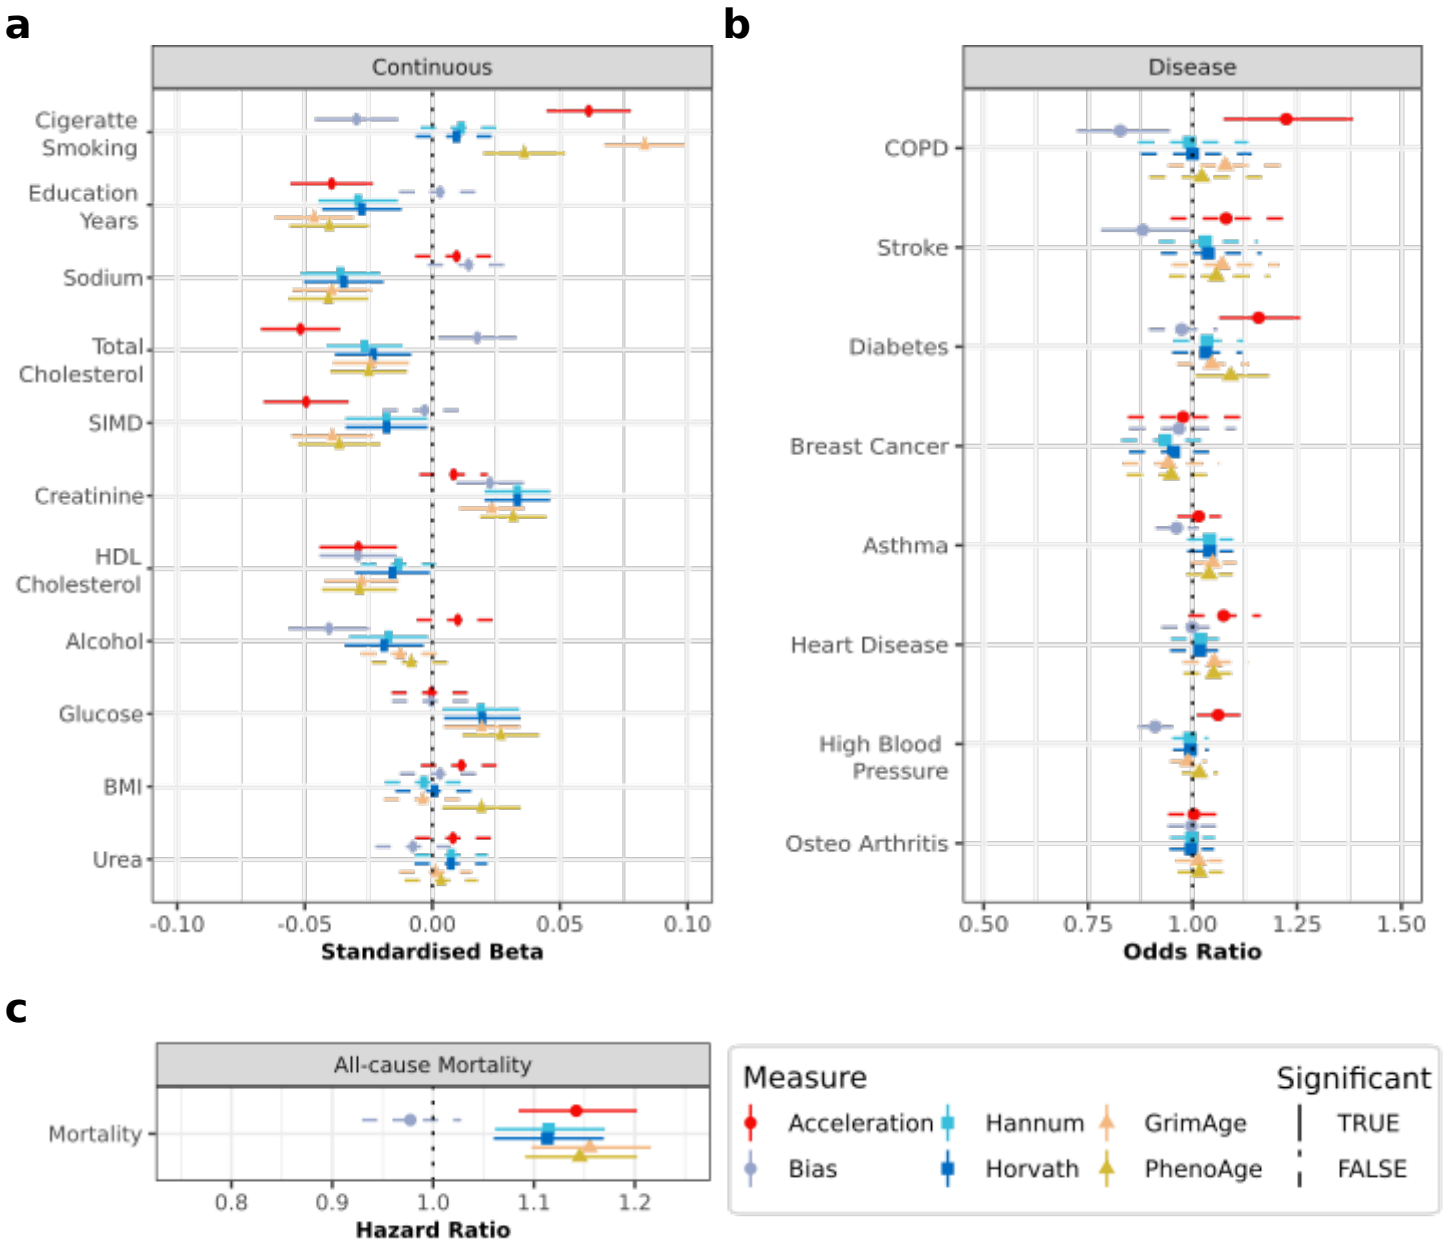 a
Continuous
Cigeratte
Smoking
Education
Years
Sodium
Total
Cholesterol
SIMD
Creatinine
HDL
Cholesterol
Alcohol
Glucose
BMI
Urea
-0.10 -0.05 0.00 0.05 0.10
Standardised Beta
b
Disease
COPD
Stroke
Diabetes
Breast Cancer
Asthma
Heart Disease
High Blood
Pressure
Osteo Arthritis
0.50 0.75 1.00 1.25 1.50
Odds Ratio
c
All-cause Mortality
Mortality
0.8 0.9 1.0 1.1 1.2
Hazard Ratio
Measure Significant
Acceleration Hannum GrimAge TRUE
Bias Horvath PhenoAge FALSE